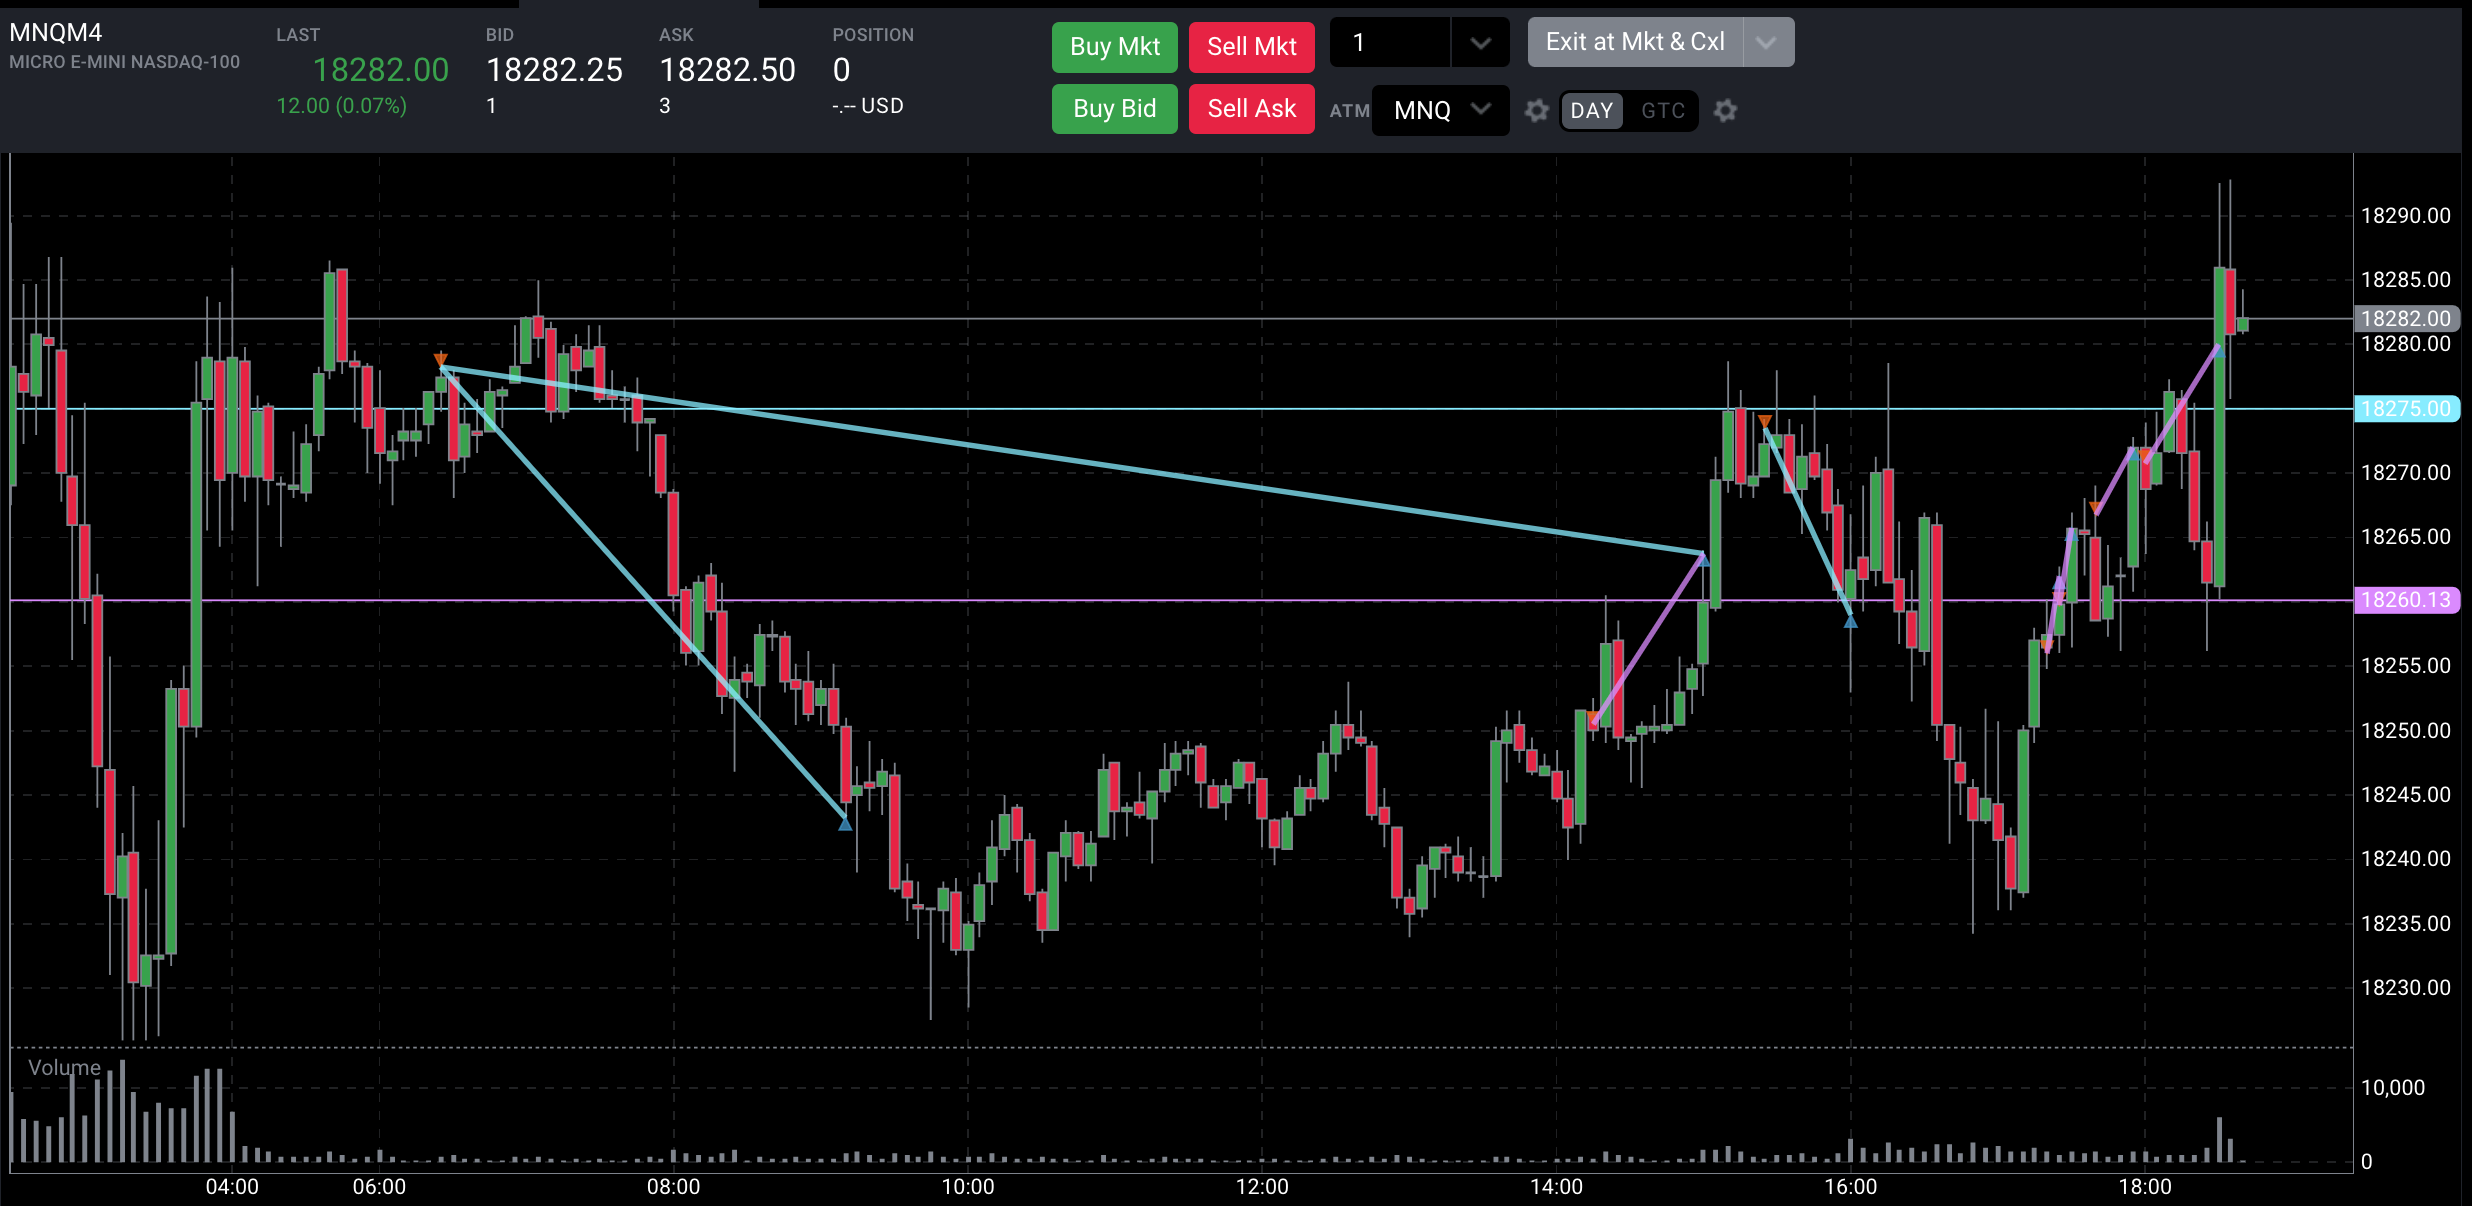 MNQM4
MICRO E-MINI NASDAQ-100
LAST
18282.00
12.00 (0.07%)
BID
18282.25
1
ASK
18282.50
3
POSITION
0
-.-- USD
Buy Mkt
Sell Mkt
1
Exit at Mkt & Cxl
Buy Bid
Sell Ask
ATM
MNQ
DAY
GTC
18290.00
18285.00
18282.00
18280.00
18275.00
18270.00
18265.00
18260.13
18255.00
18250.00
18245.00
18240.00
18235.00
18230.00
Volume
10,000
0
04:00
06:00
08:00
10:00
12:00
14:00
16:00
18:00